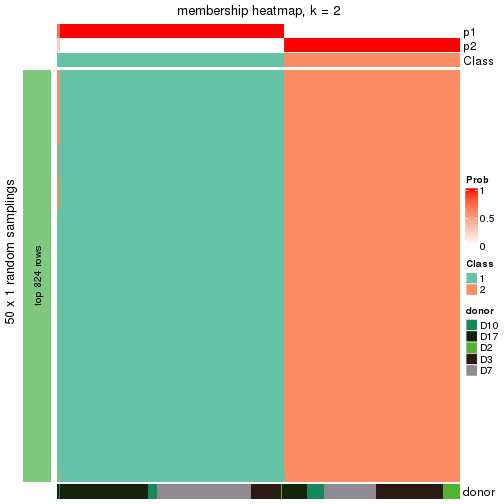 membership heatmap, k = 2
p1
p2
Class
50 x 1 random samplings
top 824 rows
Prob
1
0.5
0
Class
1
2
donor
D10
D17
D2
D3
D7
donor